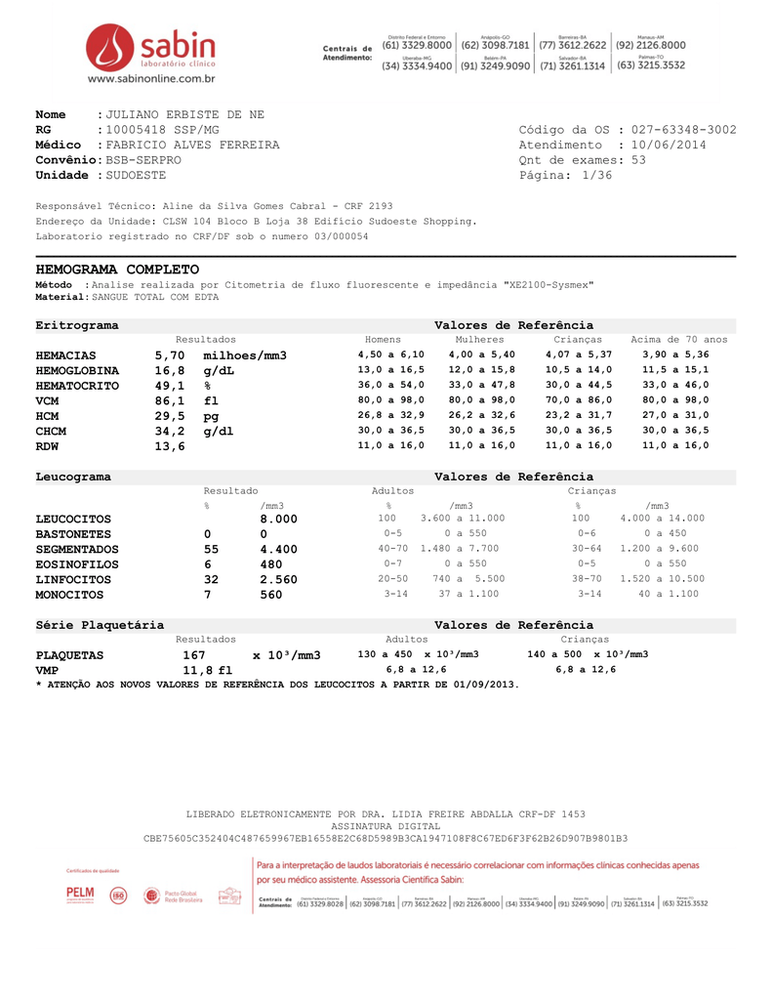 sabin
laboratório clínico
www.sabinonline.com.br
Centrais de Atendimento:
Distrito Federal e Entorno Anápolis-GO Barreiras-BA Manaus-AM
(61) 3329.8000 (62) 3098.7181 (77) 3612.2622 (92) 2126.8000
Uberaba-MG Belém-PA Salvador-BA Palmas-TO
(34) 3334.9400 (91) 3249.9090 (71) 3261.1314 (63) 3215.3532
Nome :JULIANO ERBISTE DE NE
RG :10005418 SSP/MG Código da OS : 027-63348-3002
Médico :FABRICIO ALVES FERREIRA Atendimento : 10/06/2014
Convênio:BSB-SERPRO Qnt de exames: 53
Unidade :SUDOESTE Página: 1/36
Responsável Técnico: Aline da Silva Gomes Cabral - CRF 2193
Endereço da Unidade: CLSW 104 Bloco B Loja 38 Edifício Sudoeste Shopping.
Laboratorio registrado no CRF/DF sob o numero 03/000054
HEMOGRAMA COMPLETO
Método :Analise realizada por Citometria de fluxo fluorescente e impedância "XE2100-Sysmex"
Material:SANGUE TOTAL COM EDTA
Eritrograma Valores de Referência
Resultados Homens Mulheres Crianças Acima de 70 anos
HEMACIAS 5,70 milhoes/mm3 4,50 a 6,10 4,00 a 5,40 4,07 a 5,37 3,90 a 5,36
HEMOGLOBINA 16,8 g/dL 13,0 a 16,5 12,0 a 15,8 10,5 a 14,0 11,5 a 15,1
HEMATOCRITO 49,1 % 36,0 a 54,0 33,0 a 47,8 30,0 a 44,5 33,0 a 46,0
VCM 86,1 fl 80,0 a 98,0 80,0 a 98,0 70,0 a 86,0 80,0 a 98,0
HCM 29,5 pg 26,8 a 32,9 26,2 a 32,6 23,2 a 31,7 27,0 a 31,0
CHCM 34,2 g/dl 30,0 a 36,5 30,0 a 36,5 30,0 a 36,5 30,0 a 36,5
RDW 13,6 11,0 a 16,0 11,0 a 16,0 11,0 a 16,0 11,0 a 16,0
Leucograma Valores de Referência
Resultado Adultos Crianças
% /mm3 % /mm3 % /mm3
LEUCOCITOS 8.000 100 3.600 a 11.000 100 4.000 a 14.000
BASTONETES 0 0 0-5 0 a 550 0-6 0 a 450
SEGMENTADOS 55 4.400 40-70 1.480 a 7.700 30-64 1.200 a 9.600
EOSINOFILOS 6 480 0-7 0 a 550 0-5 0 a 550
LINFOCITOS 32 2.560 20-50 740 a 5.500 38-70 1.520 a 10.500
MONOCITOS 7 560 3-14 37 a 1.100 3-14 40 a 1.100
Série Plaquetária Valores de Referência
Resultados Adultos Crianças
PLAQUETAS 167 x 10³/mm3 130 a 450 x 10³/mm3 140 a 500 x 10³/mm3
VMP 11,8 fl 6,8 a 12,6 6,8 a 12,6
* ATENÇÃO AOS NOVOS VALORES DE REFERÊNCIA DOS LEUCOCITOS A PARTIR DE 01/09/2013.
LIBERADO ELETRONICAMENTE POR DRA. LIDIA FREIRE ABDALLA CRF-DF 1453
ASSINATURA DIGITAL
CBE75605C352404C487659967EB16558E2C68D5989B3CA1947108F8C67ED6F3F62B26D907B9801B3
Certificados de qualidade
PELM ISO Pacto Global Rede Brasileira
Para a interpretação de laudos laboratoriais é necessário correlacionar com informações clínicas conhecidas apenas
por seu médico assistente. Assessoria Científica Sabin:
Centrais de Atendimento:
Distrito Federal e Entorno Anápolis-GO Barreiras-BA Manaus-AM Uberaba-MG Belém-PA Salvador-BA Palmas-TO
(61) 3329.8028 (62) 3098.7181 (77) 3612.2622 (92) 2126.8000 (34) 3334.9400 (91) 3249.9090 (71) 3261.1314 (63) 3215.3532